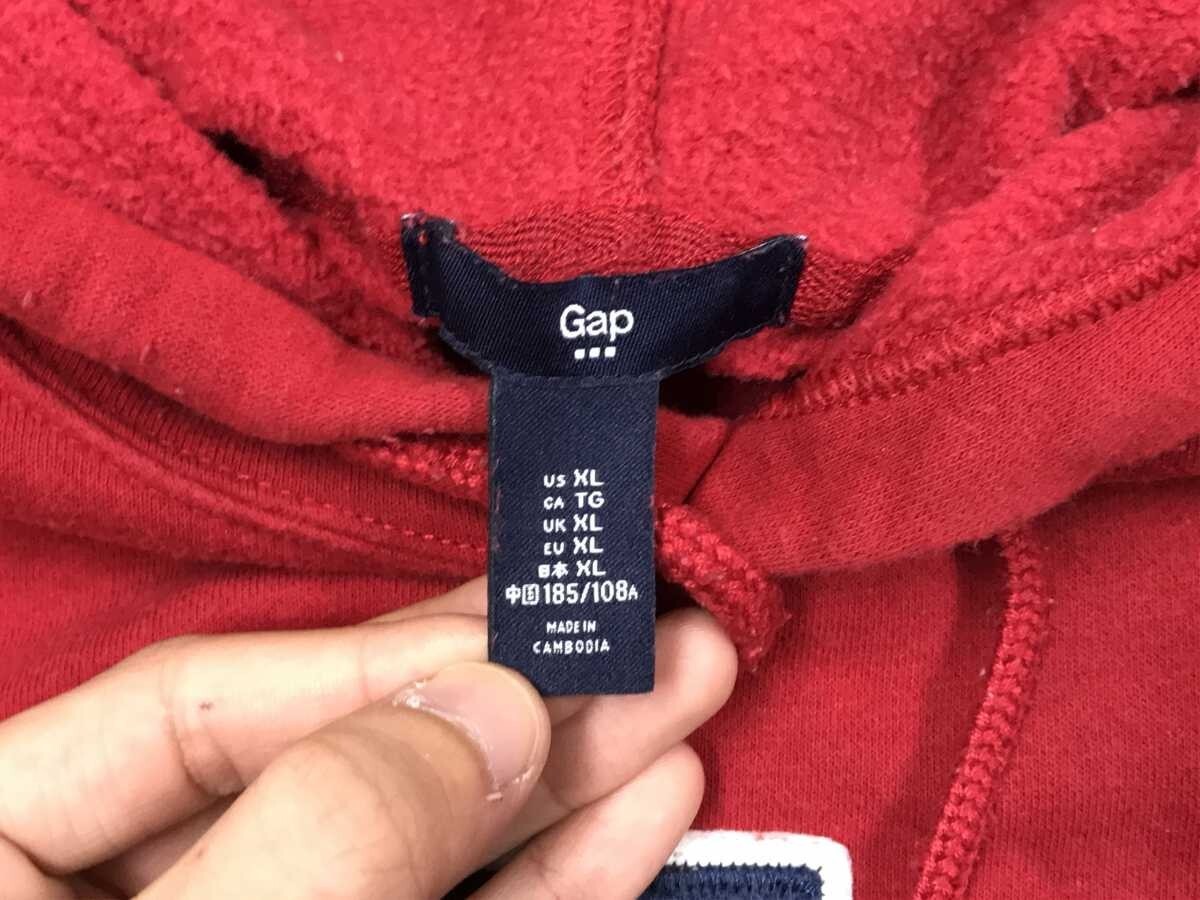 Gap
US XL
CA TG
UK XL
EU XL
日本 XL
中国 185/108A
MADE IN
CAMBODIA